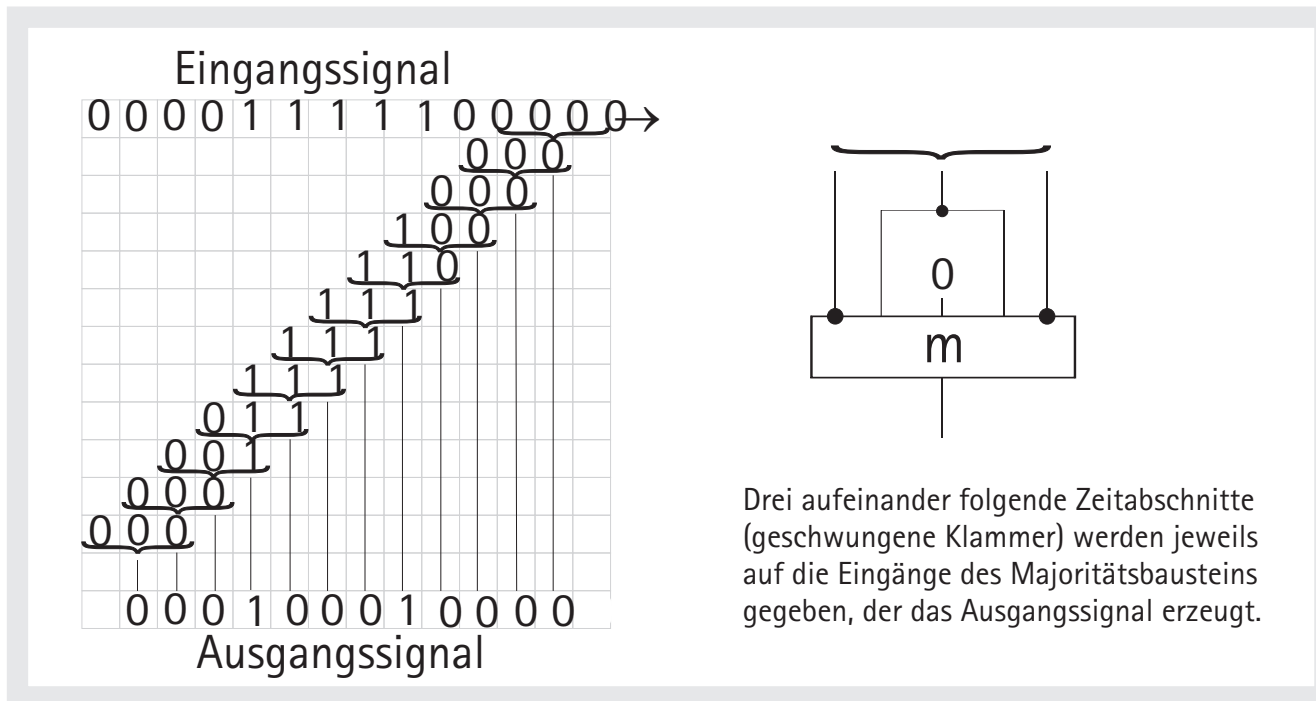 Eingangssignal
0 0 0 0 1 1 1 1 1 0 0 0 0 0 →
0 0 0
0 0 0
1 0 0
1 1 0
1 1 1
1 1 1
1 1 1
0 1 1
0 0 1
0 0 0
0 0 0
0 0 0 1 0 0 0 1 0 0 0 0
Ausgangssignal
0
m
Drei aufeinander folgende Zeitabschnitte
(geschwungene Klammer) werden jeweils
auf die Eingänge des Majoritätsbausteins
gegeben, der das Ausgangssignal erzeugt.